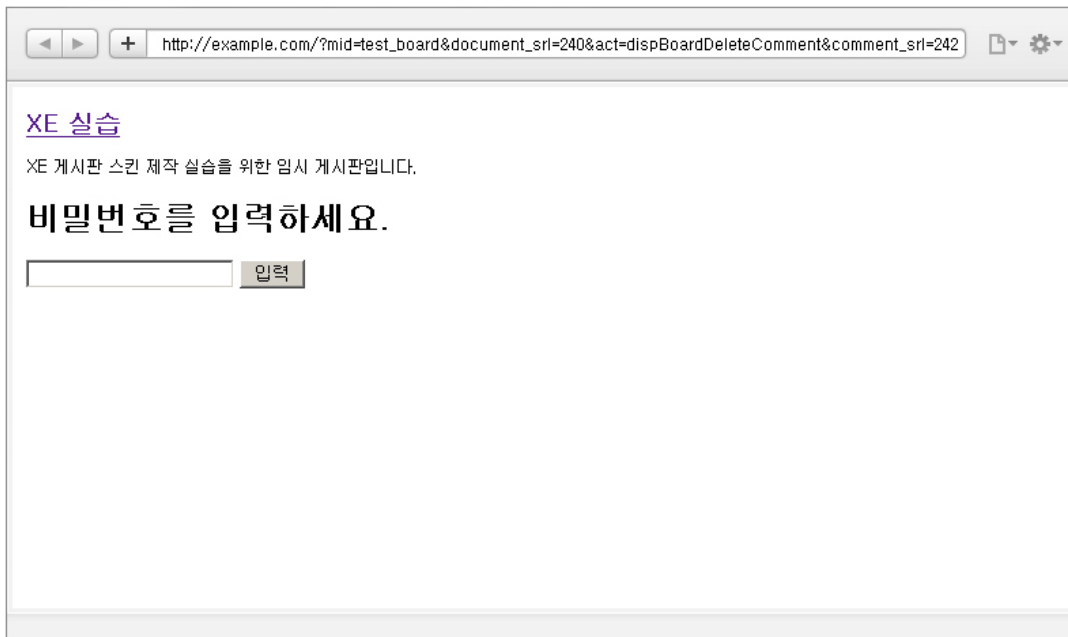 http://example.com/?mid=test_board&document_srl=240&act=dispBoardDeleteComment&comment_srl=242
XE 실습
XE 게시판 스킨 제작 실습을 위한 임시 게시판입니다.
비밀번호를 입력하세요.
입력